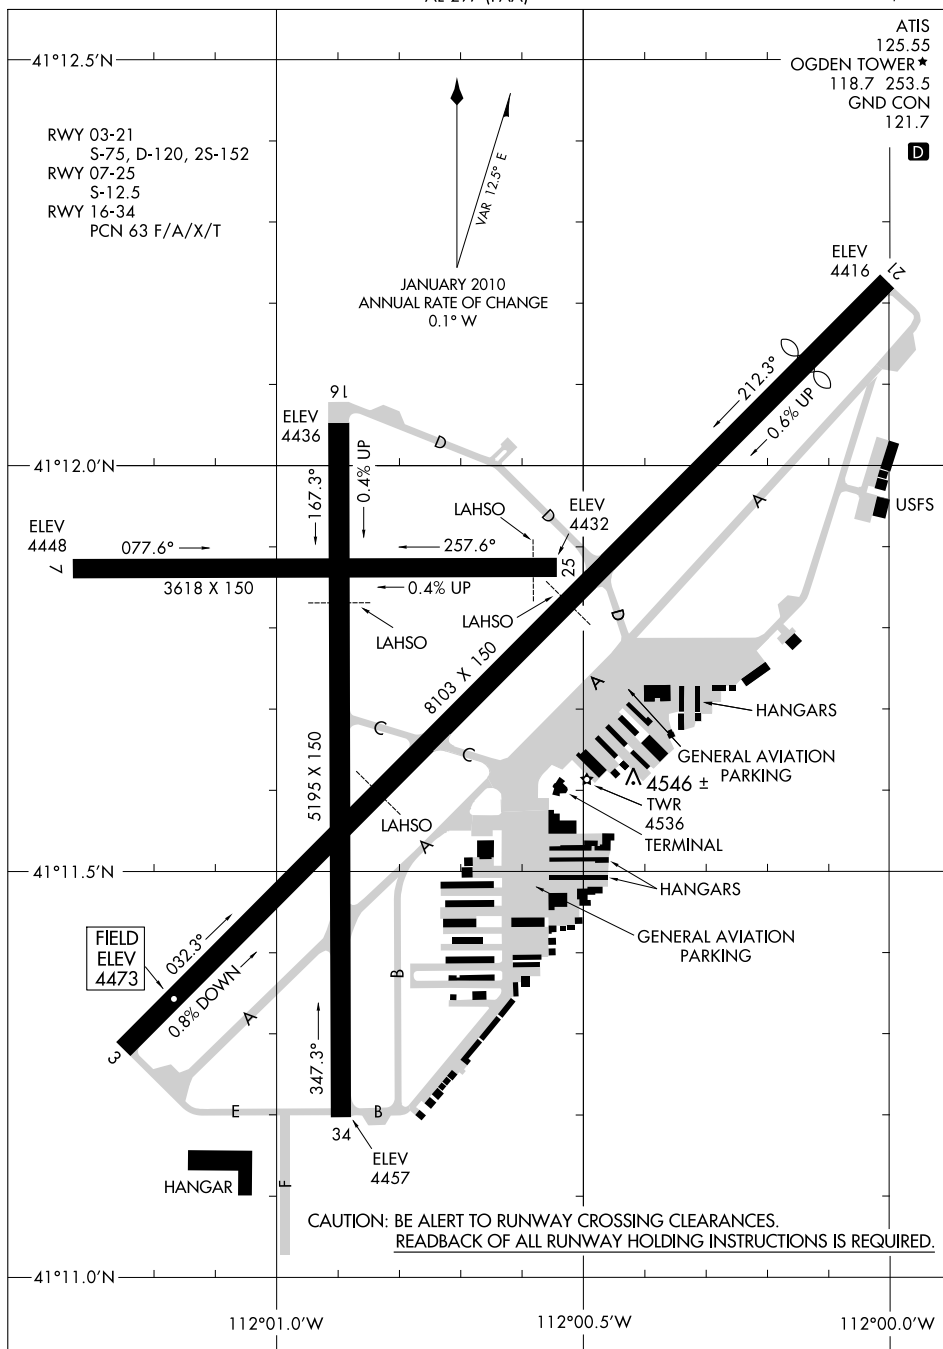 ATIS
125.55
OGDEN TOWER★
118.7 253.5
GND CON
121.7
D
41°12.5'N
RWY 03-21
S-75, D-120, 2S-152
RWY 07-25
S-12.5
RWY 16-34
PCN 63 F/A/X/T
VAR 12.5° E
JANUARY 2010
ANNUAL RATE OF CHANGE
0.1° W
ELEV
4416
21
212.3°
0.6% UP
16
ELEV
4436
167.3°
0.4% UP
D
41°12.0'N
A
USFS
LAHSO
ELEV
4432
D
ELEV
4448
7
077.6°
257.6°
25
3618 X 150
0.4% UP
LAHSO
LAHSO
D
8103 X 150
A
HANGARS
C
C
5195 X 150
GENERAL AVIATION
PARKING
4546 ±
TWR
4536
TERMINAL
LAHSO
A
41°11.5'N
HANGARS
GENERAL AVIATION
PARKING
FIELD
ELEV
4473
032.3°
0.8% DOWN
B
A
347.3°
3
E
B
34
ELEV
4457
HANGAR
F
CAUTION: BE ALERT TO RUNWAY CROSSING CLEARANCES.
READBACK OF ALL RUNWAY HOLDING INSTRUCTIONS IS REQUIRED.
41°11.0'N
112°01.0'W
112°00.5'W
112°00.0'W